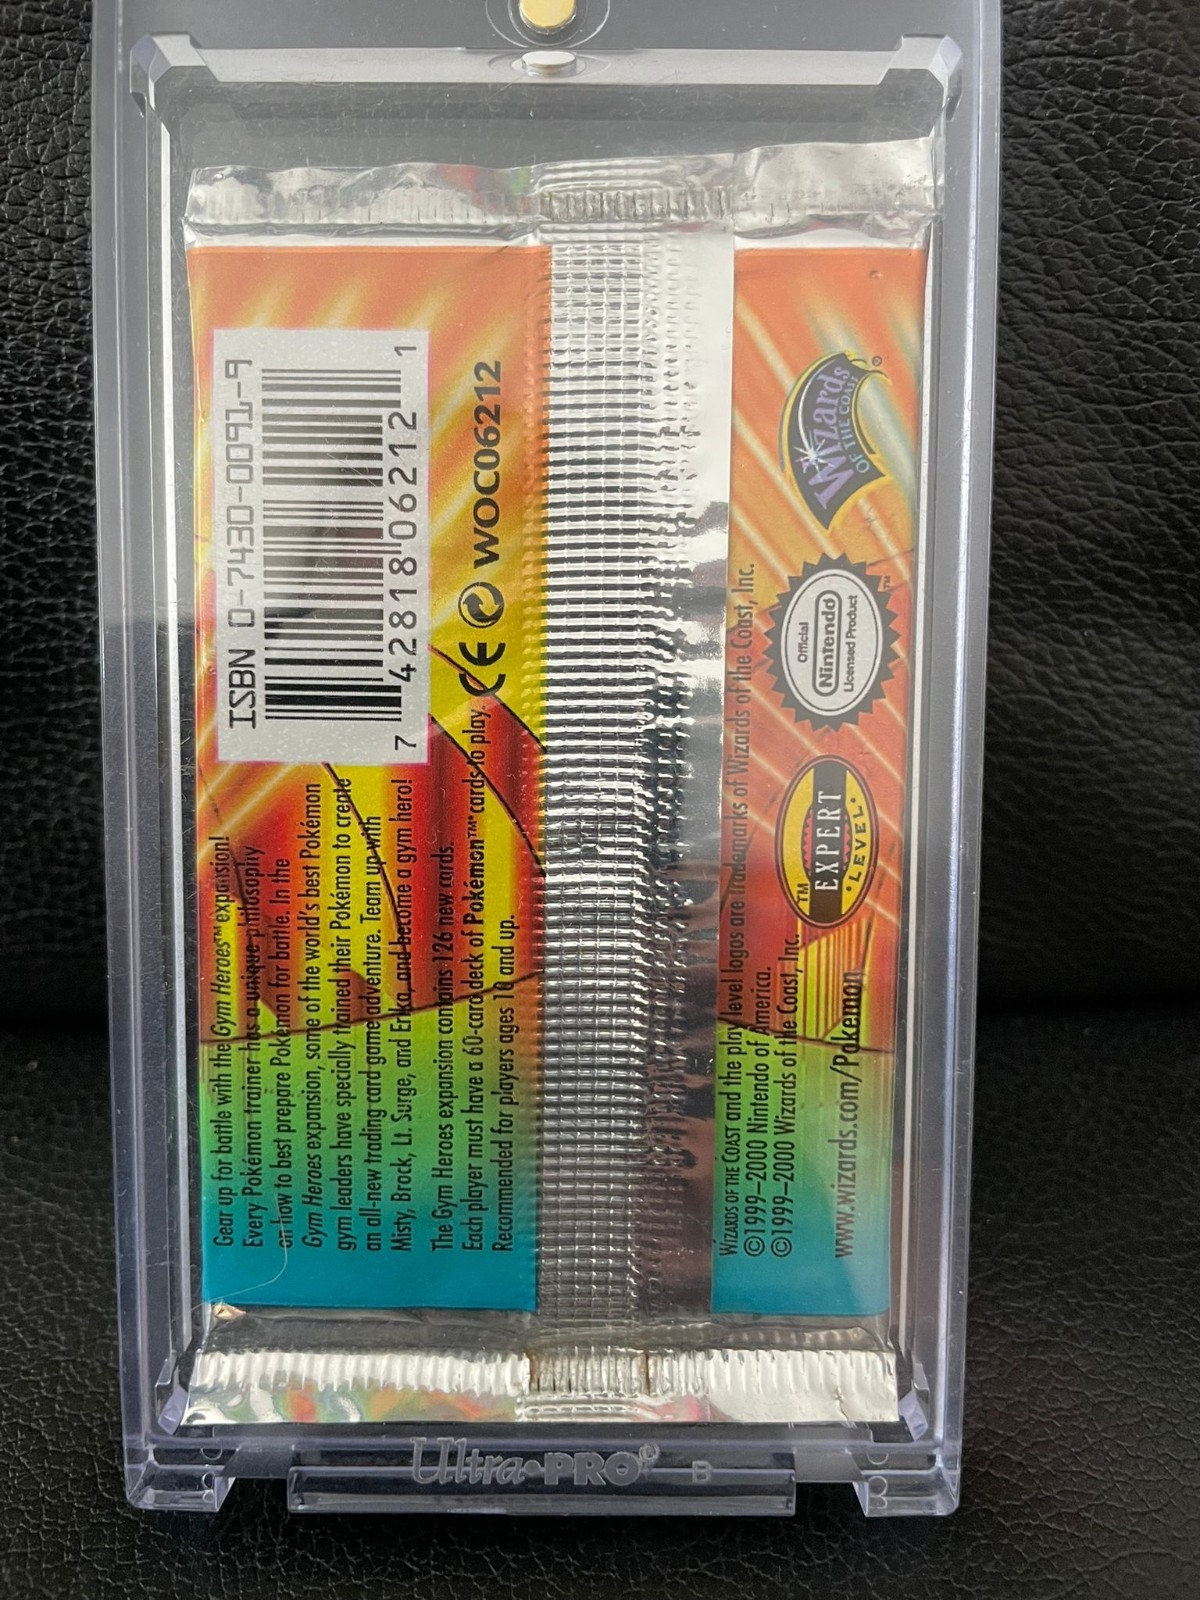 ISBN 0-7430-0091-9
7 42818 06212 1
CE WOC06212
Gear up for battle with the Gym Heroes™ expansion!
Every Pokémon trainer has a unique philosophy
on how to best prepare Pokémon for battle. In the
Gym Heroes expansion, some of the world's best Pokémon
gym leaders have specially trained their Pokémon to create
an all-new trading card game adventure. Team up with
Misty, Brock, Lt. Surge, and Erika, and become a gym hero!
The Gym Heroes expansion contains 126 new cards.
Each player must have a 60-card deck of Pokémon™ cards to play.
Recommended for players ages 10 and up.
WIZARDS OF THE COAST and the play level logos are trademarks of Wizards of the Coast, Inc.
©1999–2000 Nintendo of America.
©1999–2000 Wizards of the Coast, Inc.
www.wizards.com/Pokemon
TM
EXPERT
•LEVEL•
Official
Nintendo
Licensed Product
TM
Wizards
OF THE COAST
®
Ultra•PRO®
B